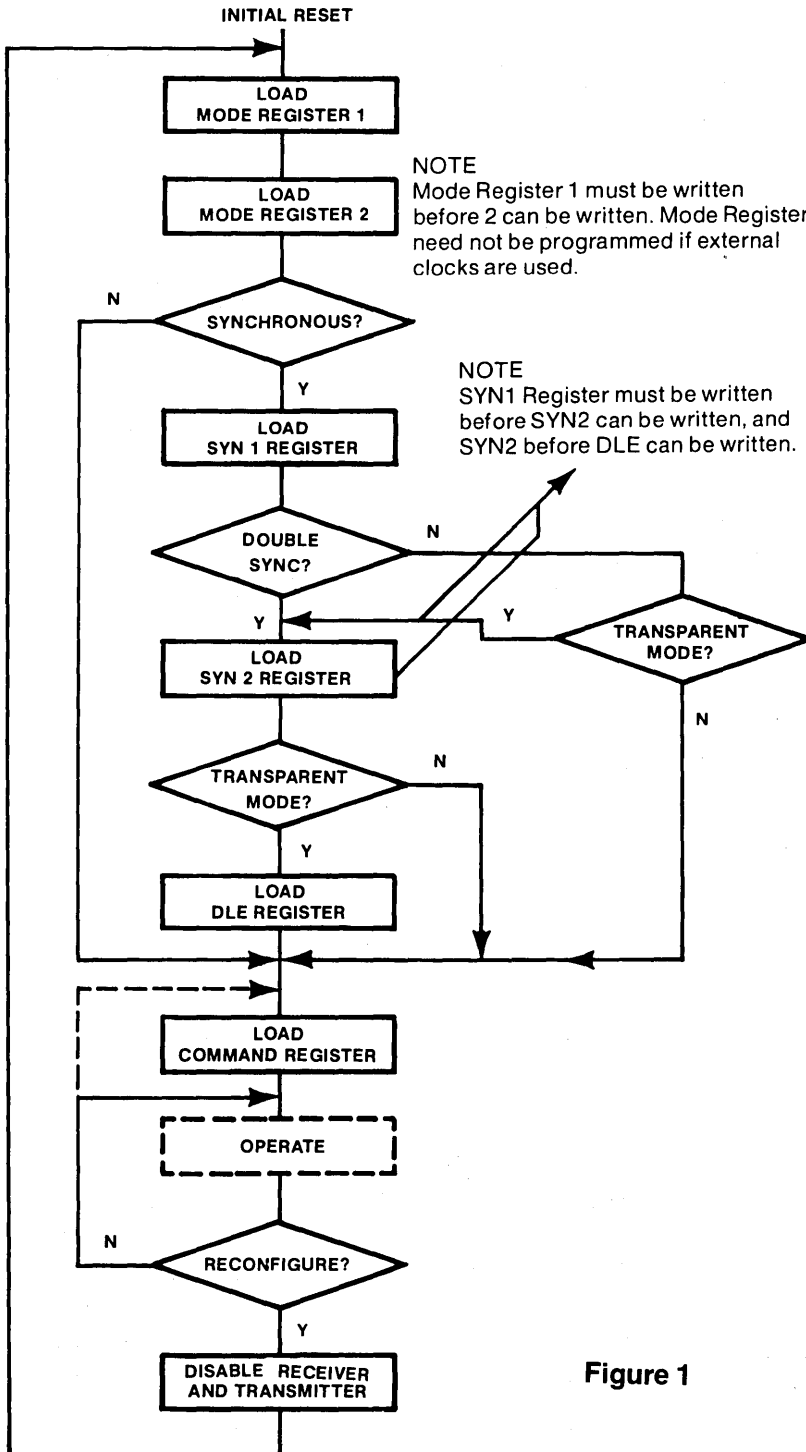 INITIAL RESET
LOAD
MODE REGISTER 1
LOAD
MODE REGISTER 2
NOTE
Mode Register 1 must be written
before 2 can be written. Mode Register
need not be programmed if external
clocks are used.
N
SYNCHRONOUS?
Y
NOTE
SYN1 Register must be written
before SYN2 can be written, and
SYN2 before DLE can be written.
LOAD
SYN 1 REGISTER
DOUBLE
SYNC?
N
Y
Y
TRANSPARENT
MODE?
LOAD
SYN 2 REGISTER
N
TRANSPARENT
MODE?
N
Y
LOAD
DLE REGISTER
LOAD
COMMAND REGISTER
OPERATE
N
RECONFIGURE?
Y
DISABLE RECEIVER
AND TRANSMITTER
Figure 1